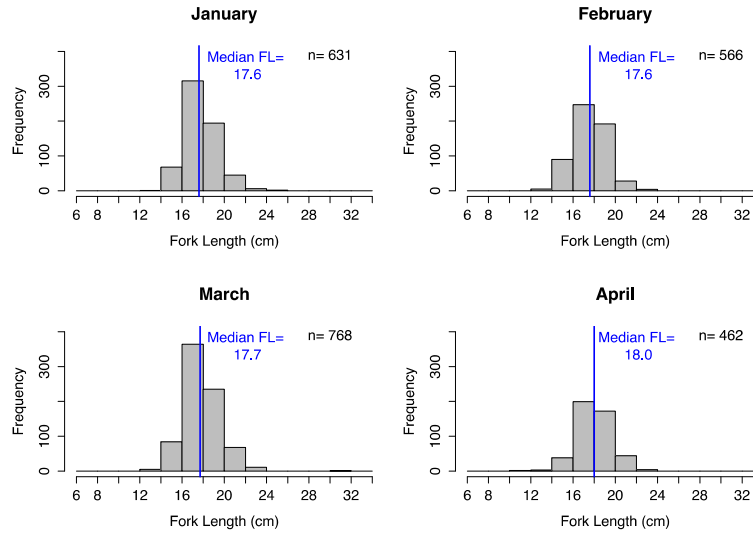 January
Median FL=
17.6
n= 631
Frequency
0
100
300
6 8 12 16 20 24 28 32
Fork Length (cm)
February
Median FL=
17.6
n= 566
Frequency
0
100
300
6 8 12 16 20 24 28 32
Fork Length (cm)
March
Median FL=
17.7
n= 768
Frequency
0
100
300
6 8 12 16 20 24 28 32
Fork Length (cm)
April
Median FL=
18.0
n= 462
Frequency
0
100
300
6 8 12 16 20 24 28 32
Fork Length (cm)